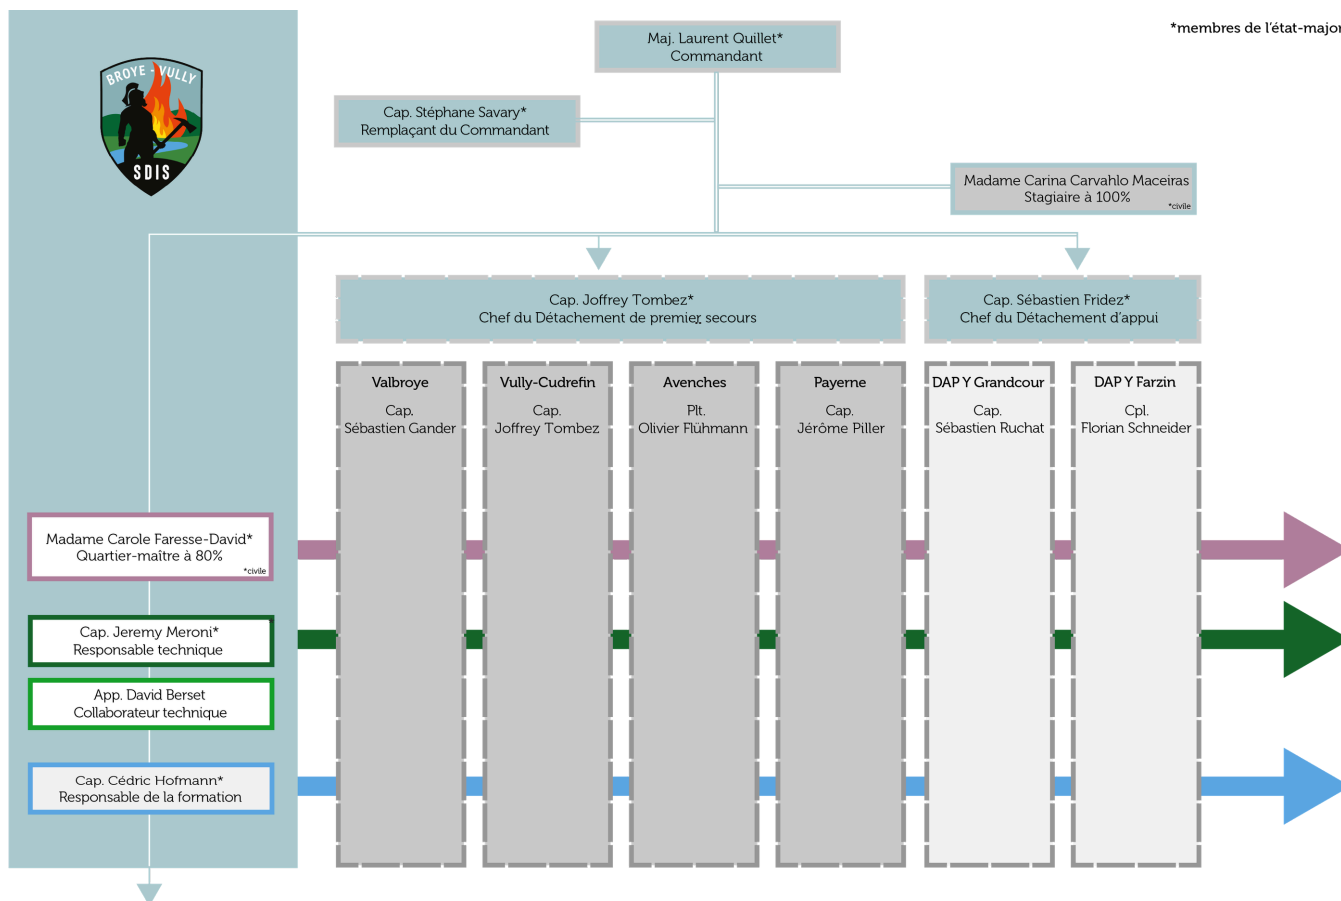 *membres de l'état-major
BROYE - VULLY
SDIS
Maj. Laurent Quillet*
Commandant
Cap. Stéphane Savary*
Remplaçant du Commandant
Madame Carina Carvahlo Maceiras
Stagiaire à 100%
*civile
Cap. Joffrey Tombez*
Chef du Détachement de premier secours
Cap. Sébastien Fridez*
Chef du Détachement d'appui
Valbroye
Cap.
Sébastien Gander
Vully-Cudrefin
Cap.
Joffrey Tombez
Avenches
Plt.
Olivier Flühmann
Payerne
Cap.
Jérôme Piller
DAP Y Grandcour
Cap.
Sébastien Ruchat
DAP Y Farzin
Cpl.
Florian Schneider
Madame Carole Faresse-David*
Quartier-maître à 80%
*civile
Cap. Jeremy Meroni*
Responsable technique
*
App. David Berset
Collaborateur technique
Cap. Cédric Hofmann*
Responsable de la formation